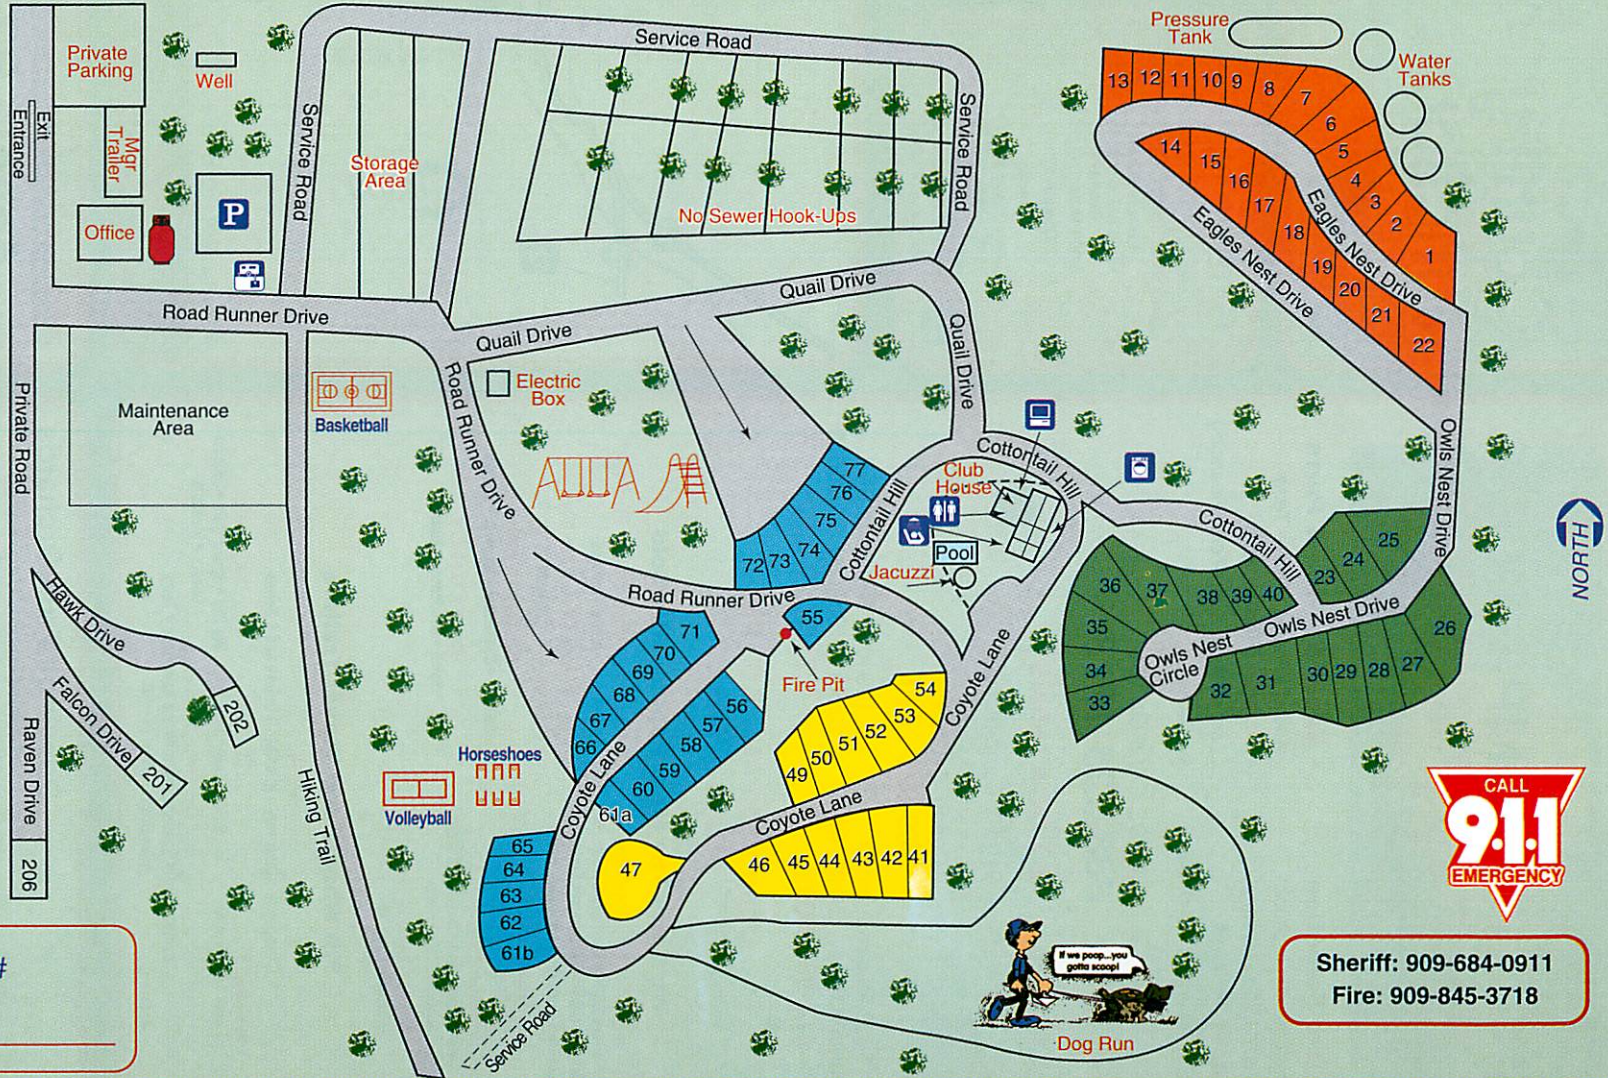 Private
Parking
Well
Exit
Entrance
Mgr
Trailer
Office
P
Service Road
Service Road
Service Road
Storage
Area
No Sewer Hook-Ups
Pressure
Tank
Water
Tanks
13
12
11
10
9
8
7
6
5
4
3
2
1
14
15
16
17
18
19
20
21
22
Eagles Nest Drive
Eagles Nest Drive
Road Runner Drive
Quail Drive
Quail Drive
Quail Drive
Private Road
Maintenance
Area
Basketball
Road Runner Drive
Electric
Box
77
76
75
74
73
72
Cottontail Hill
Cottontail Hill
Club
House
Pool
Jacuzzi
Cottontail Hill
Owls Nest Drive
NORTH
25
24
23
36
37
38
39
40
35
34
33
Owls Nest
Circle
Owls Nest Drive
32
31
30
29
28
27
26
Hawk Drive
202
Falcon Drive
201
Raven Drive
206
Hiking Trail
Road Runner Drive
55
Fire Pit
71
70
69
68
67
66
56
57
58
59
60
61a
Coyote Lane
Coyote Lane
54
53
52
51
50
49
Coyote Lane
47
46
45
44
43
42
41
Horseshoes
Volleyball
65
64
63
62
61b
Service Road
If we poop...you
gotta scoop!
Dog Run
CALL
9·1·1
EMERGENCY
Sheriff: 909-684-0911
Fire: 909-845-3718
#